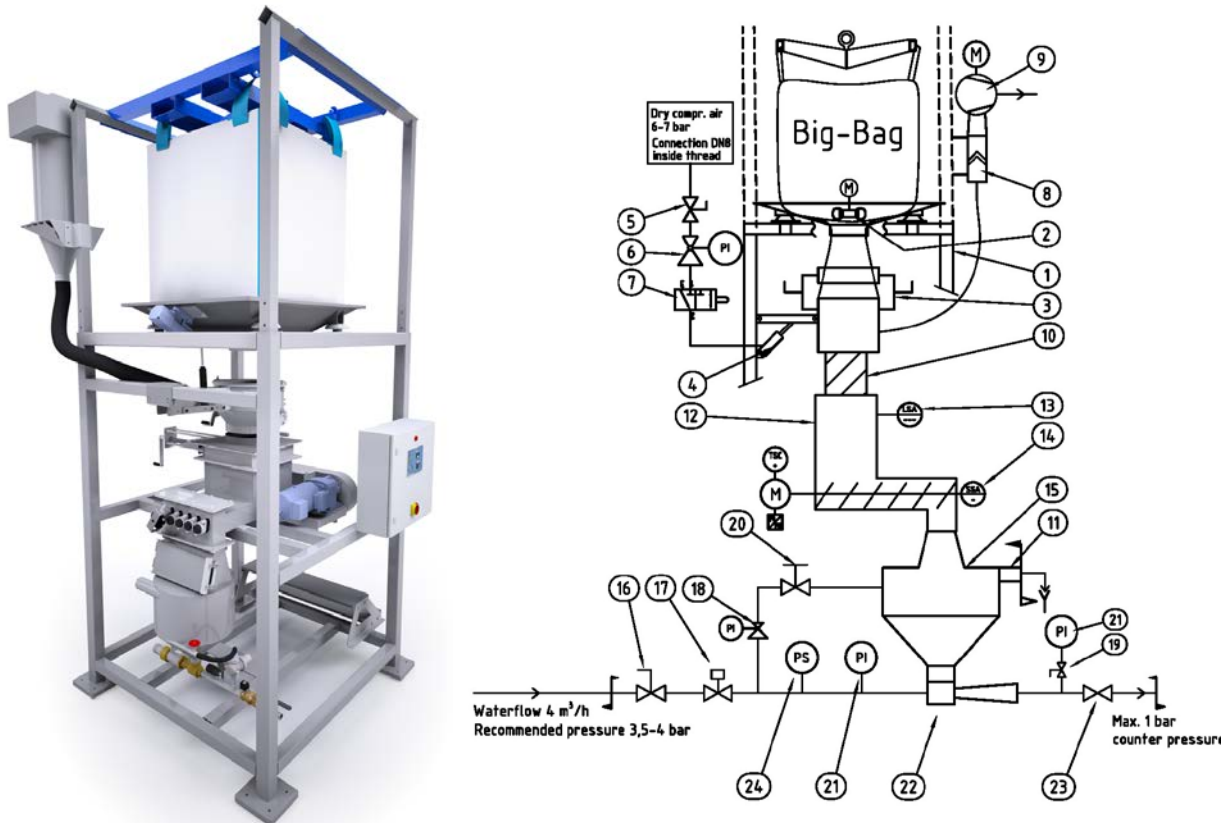 M
9
Dry compr. air
6-7 bar
Connection DN8
inside thread
Big-Bag
8
5
M
2
6
PI
1
7
3
10
4
12
LSA
13
TSC
+
14
M
SSA
-
15
11
20
16
17
18
PI
PI
21
19
PS
PI
Waterflow 4 m³/h
Recommended pressure 3,5-4 bar
Max. 1 bar
counter pressure
24
21
22
23